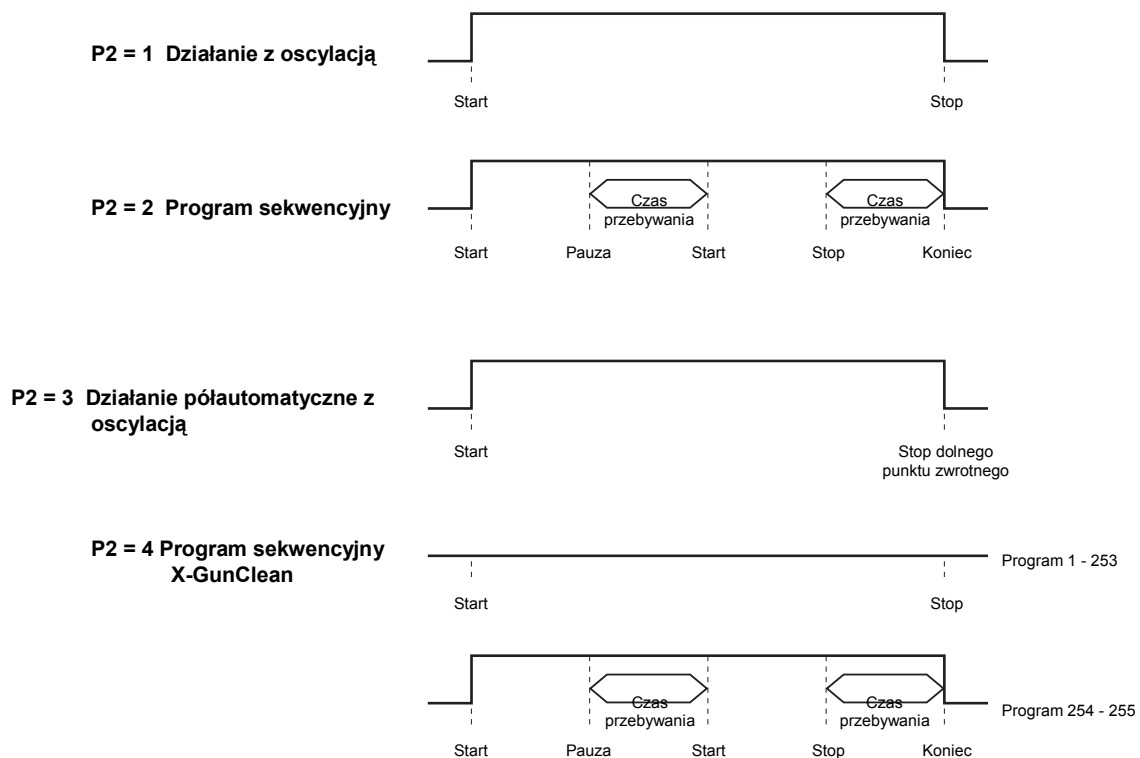 P2 = 1 Działanie z oscylacją
Start
Stop
P2 = 2 Program sekwencyjny
Czas
przebywania
Czas
przebywania
Start
Pauza
Start
Stop
Koniec
P2 = 3 Działanie półautomatyczne z
oscylacją
Start
Stop dolnego
punktu zwrotnego
P2 = 4 Program sekwencyjny
X-GunClean
Program 1 - 253
Start
Stop
Czas
przebywania
Czas
przebywania
Program 254 - 255
Start
Pauza
Start
Stop
Koniec